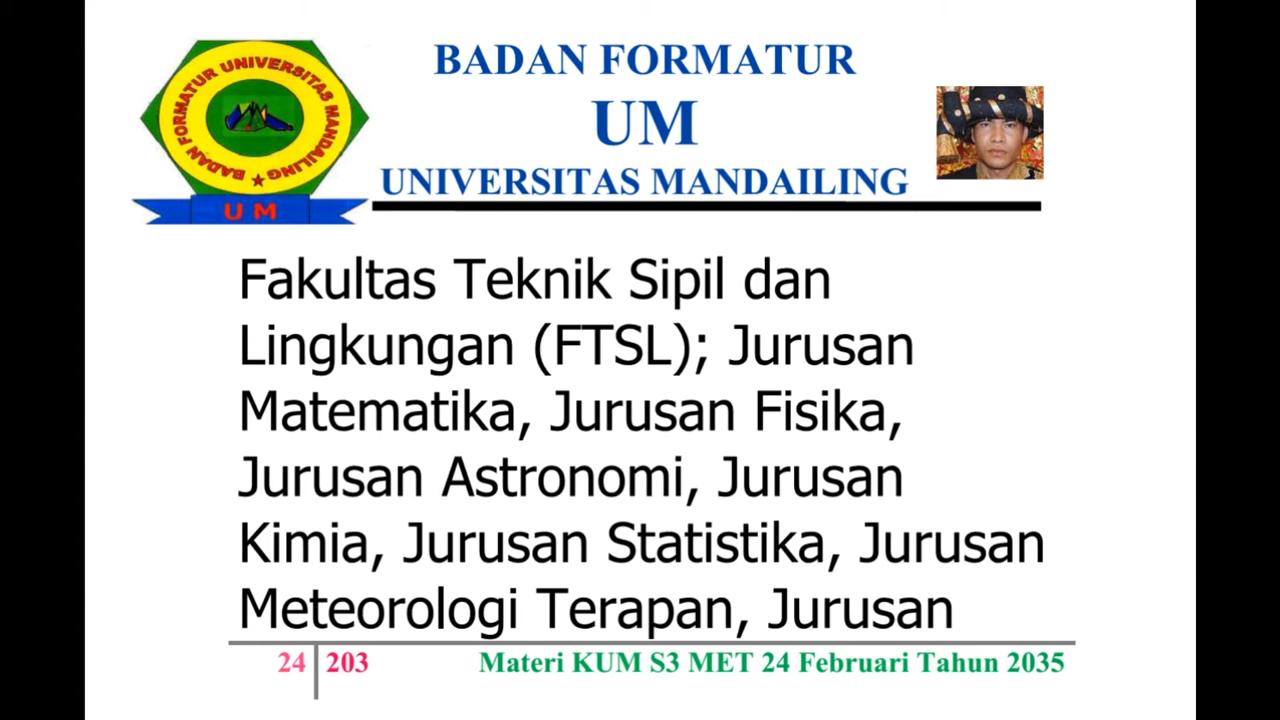 BADAN FORMATUR UNIVERSITAS MANDAILING
U M
BADAN FORMATUR
UM
UNIVERSITAS MANDAILING
Fakultas Teknik Sipil dan
Lingkungan (FTSL); Jurusan
Matematika, Jurusan Fisika,
Jurusan Astronomi, Jurusan
Kimia, Jurusan Statistika, Jurusan
Meteorologi Terapan, Jurusan
24 203 Materi KUM S3 MET 24 Februari Tahun 2035